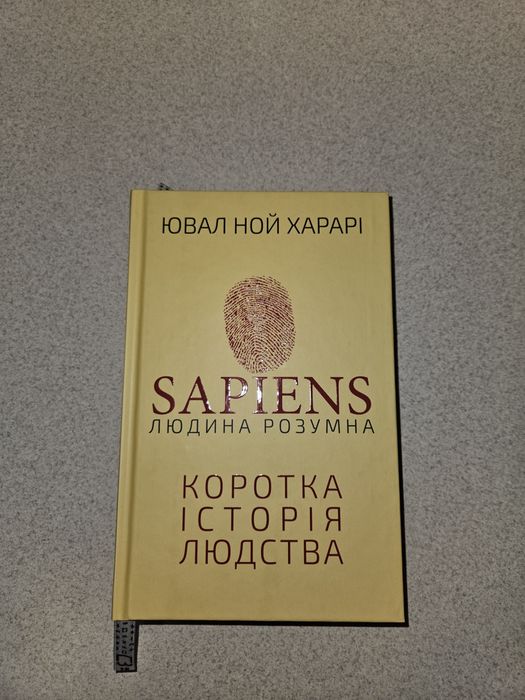 ЮВАЛ НОЙ ХАРАРІ
SAPIENS
ЛЮДИНА РОЗУМНА
КОРОТКА
ІСТОРІЯ
ЛЮДСТВА